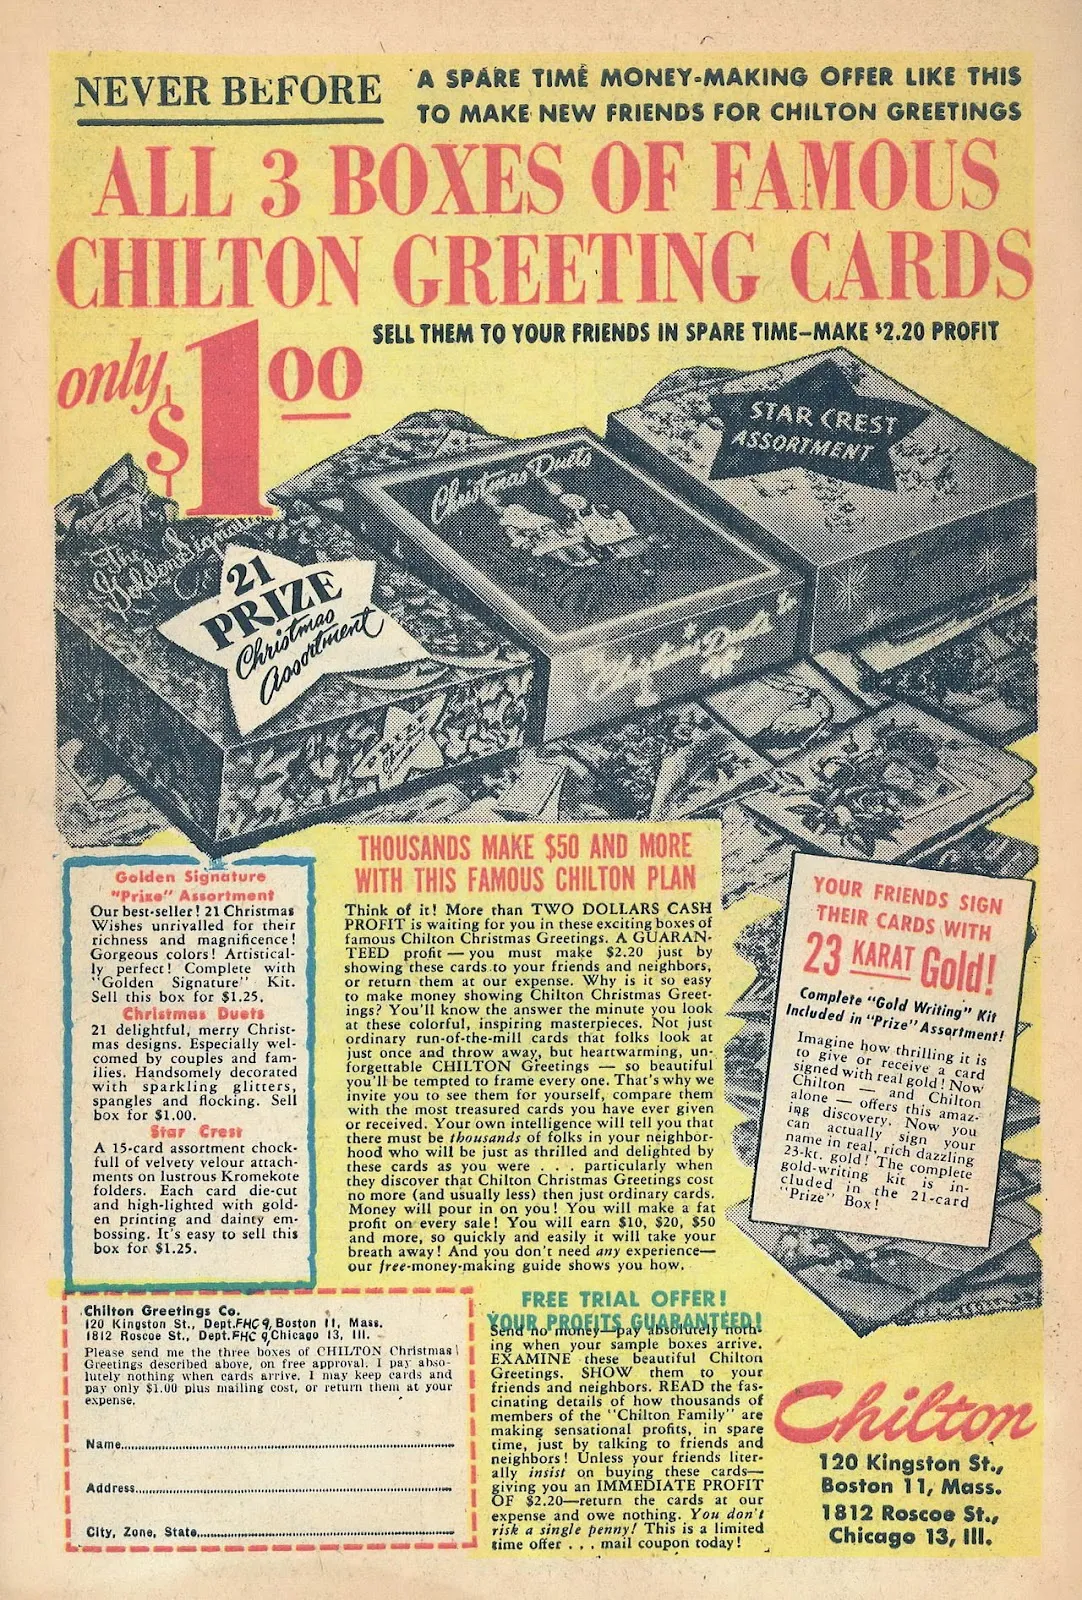 NEVER BEFORE
A SPARE TIME MONEY-MAKING OFFER LIKE THIS
TO MAKE NEW FRIENDS FOR CHILTON GREETINGS
ALL 3 BOXES OF FAMOUS
CHILTON GREETING CARDS
only $1.00
SELL THEM TO YOUR FRIENDS IN SPARE TIME—MAKE $2.20 PROFIT
The
Golden Signature
21
PRIZE
Christmas
Assortment
Christmas Duets
Christmas Duets
STAR CREST
ASSORTMENT
Golden Signature
"Prize" Assortment
Our best-seller! 21 Christmas
Wishes unrivalled for their
richness and magnificence!
Gorgeous colors! Artistical-
ly perfect! Complete with
"Golden Signature" Kit.
Sell this box for $1.25.
Christmas Duets
21 delightful, merry Christ-
mas designs. Especially wel-
comed by couples and fam-
ilies. Handsomely decorated
with sparkling glitters,
spangles and flocking. Sell
box for $1.00.
Star Crest
A 15-card assortment chock-
full of velvety velour attach-
ments on lustrous Kromekote
folders. Each card die-cut
and high-lighted with gold-
en printing and dainty em-
bossing. It's easy to sell this
box for $1.25.
THOUSANDS MAKE $50 AND MORE
WITH THIS FAMOUS CHILTON PLAN
Think of it! More than TWO DOLLARS CASH
PROFIT is waiting for you in these exciting boxes of
famous Chilton Christmas Greetings. A GUARAN-
TEED profit — you must make $2.20 just by
showing these cards to your friends and neighbors,
or return them at our expense. Why is it so easy
to make money showing Chilton Christmas Greet-
ings? You'll know the answer the minute you look
at these colorful, inspiring masterpieces. Not just
ordinary run-of-the-mill cards that folks look at
just once and throw away, but heartwarming, un-
forgettable CHILTON Greetings — so beautiful
you'll be tempted to frame every one. That's why we
invite you to see them for yourself, compare them
with the most treasured cards you have ever given
or received. Your own intelligence will tell you that
there must be thousands of folks in your neighbor-
hood who will be just as thrilled and delighted by
these cards as you were . . . particularly when
they discover that Chilton Christmas Greetings cost
no more (and usually less) then just ordinary cards.
Money will pour in on you! You will make a fat
profit on every sale! You will earn $10, $20, $50
and more, so quickly and easily it will take your
breath away! And you don't need any experience—
our free-money-making guide shows you how.
YOUR FRIENDS SIGN
THEIR CARDS WITH
23 KARAT Gold!
Complete "Gold Writing" Kit
Included in "Prize" Assortment!
Imagine how thrilling it is
to give or receive a card
signed with real gold! Now
Chilton — and Chilton
alone — offers this amaz-
ing discovery. Now you
can actually sign your
name in real, rich dazzling
23-kt. gold! The complete
gold-writing kit is in-
cluded in the 21-card
"Prize" Box!
Chilton Greetings Co.
120 Kingston St., Dept. FHC 9, Boston 11, Mass.
1812 Roscoe St., Dept. FHC 9, Chicago 13, Ill.
Please send me the three boxes of CHILTON Christmas
Greetings described above, on free approval. I pay abso-
lutely nothing when cards arrive. I may keep cards and
pay only $1.00 plus mailing cost, or return them at your
expense.
Name
Address
City, Zone, State
FREE TRIAL OFFER!
YOUR PROFITS GUARANTEED!
Send no money—pay absolutely noth-
ing when your sample boxes arrive.
EXAMINE these beautiful Chilton
Greetings. SHOW them to your
friends and neighbors. READ the fas-
cinating details of how thousands of
members of the "Chilton Family" are
making sensational profits, in spare
time, just by talking to friends and
neighbors! Unless your friends liter-
ally insist on buying these cards—
giving you an IMMEDIATE PROFIT
OF $2.20—return the cards at our
expense and owe nothing. You don't
risk a single penny! This is a limited
time offer . . . mail coupon today!
Chilton
120 Kingston St.,
Boston 11, Mass.
1812 Roscoe St.,
Chicago 13, Ill.